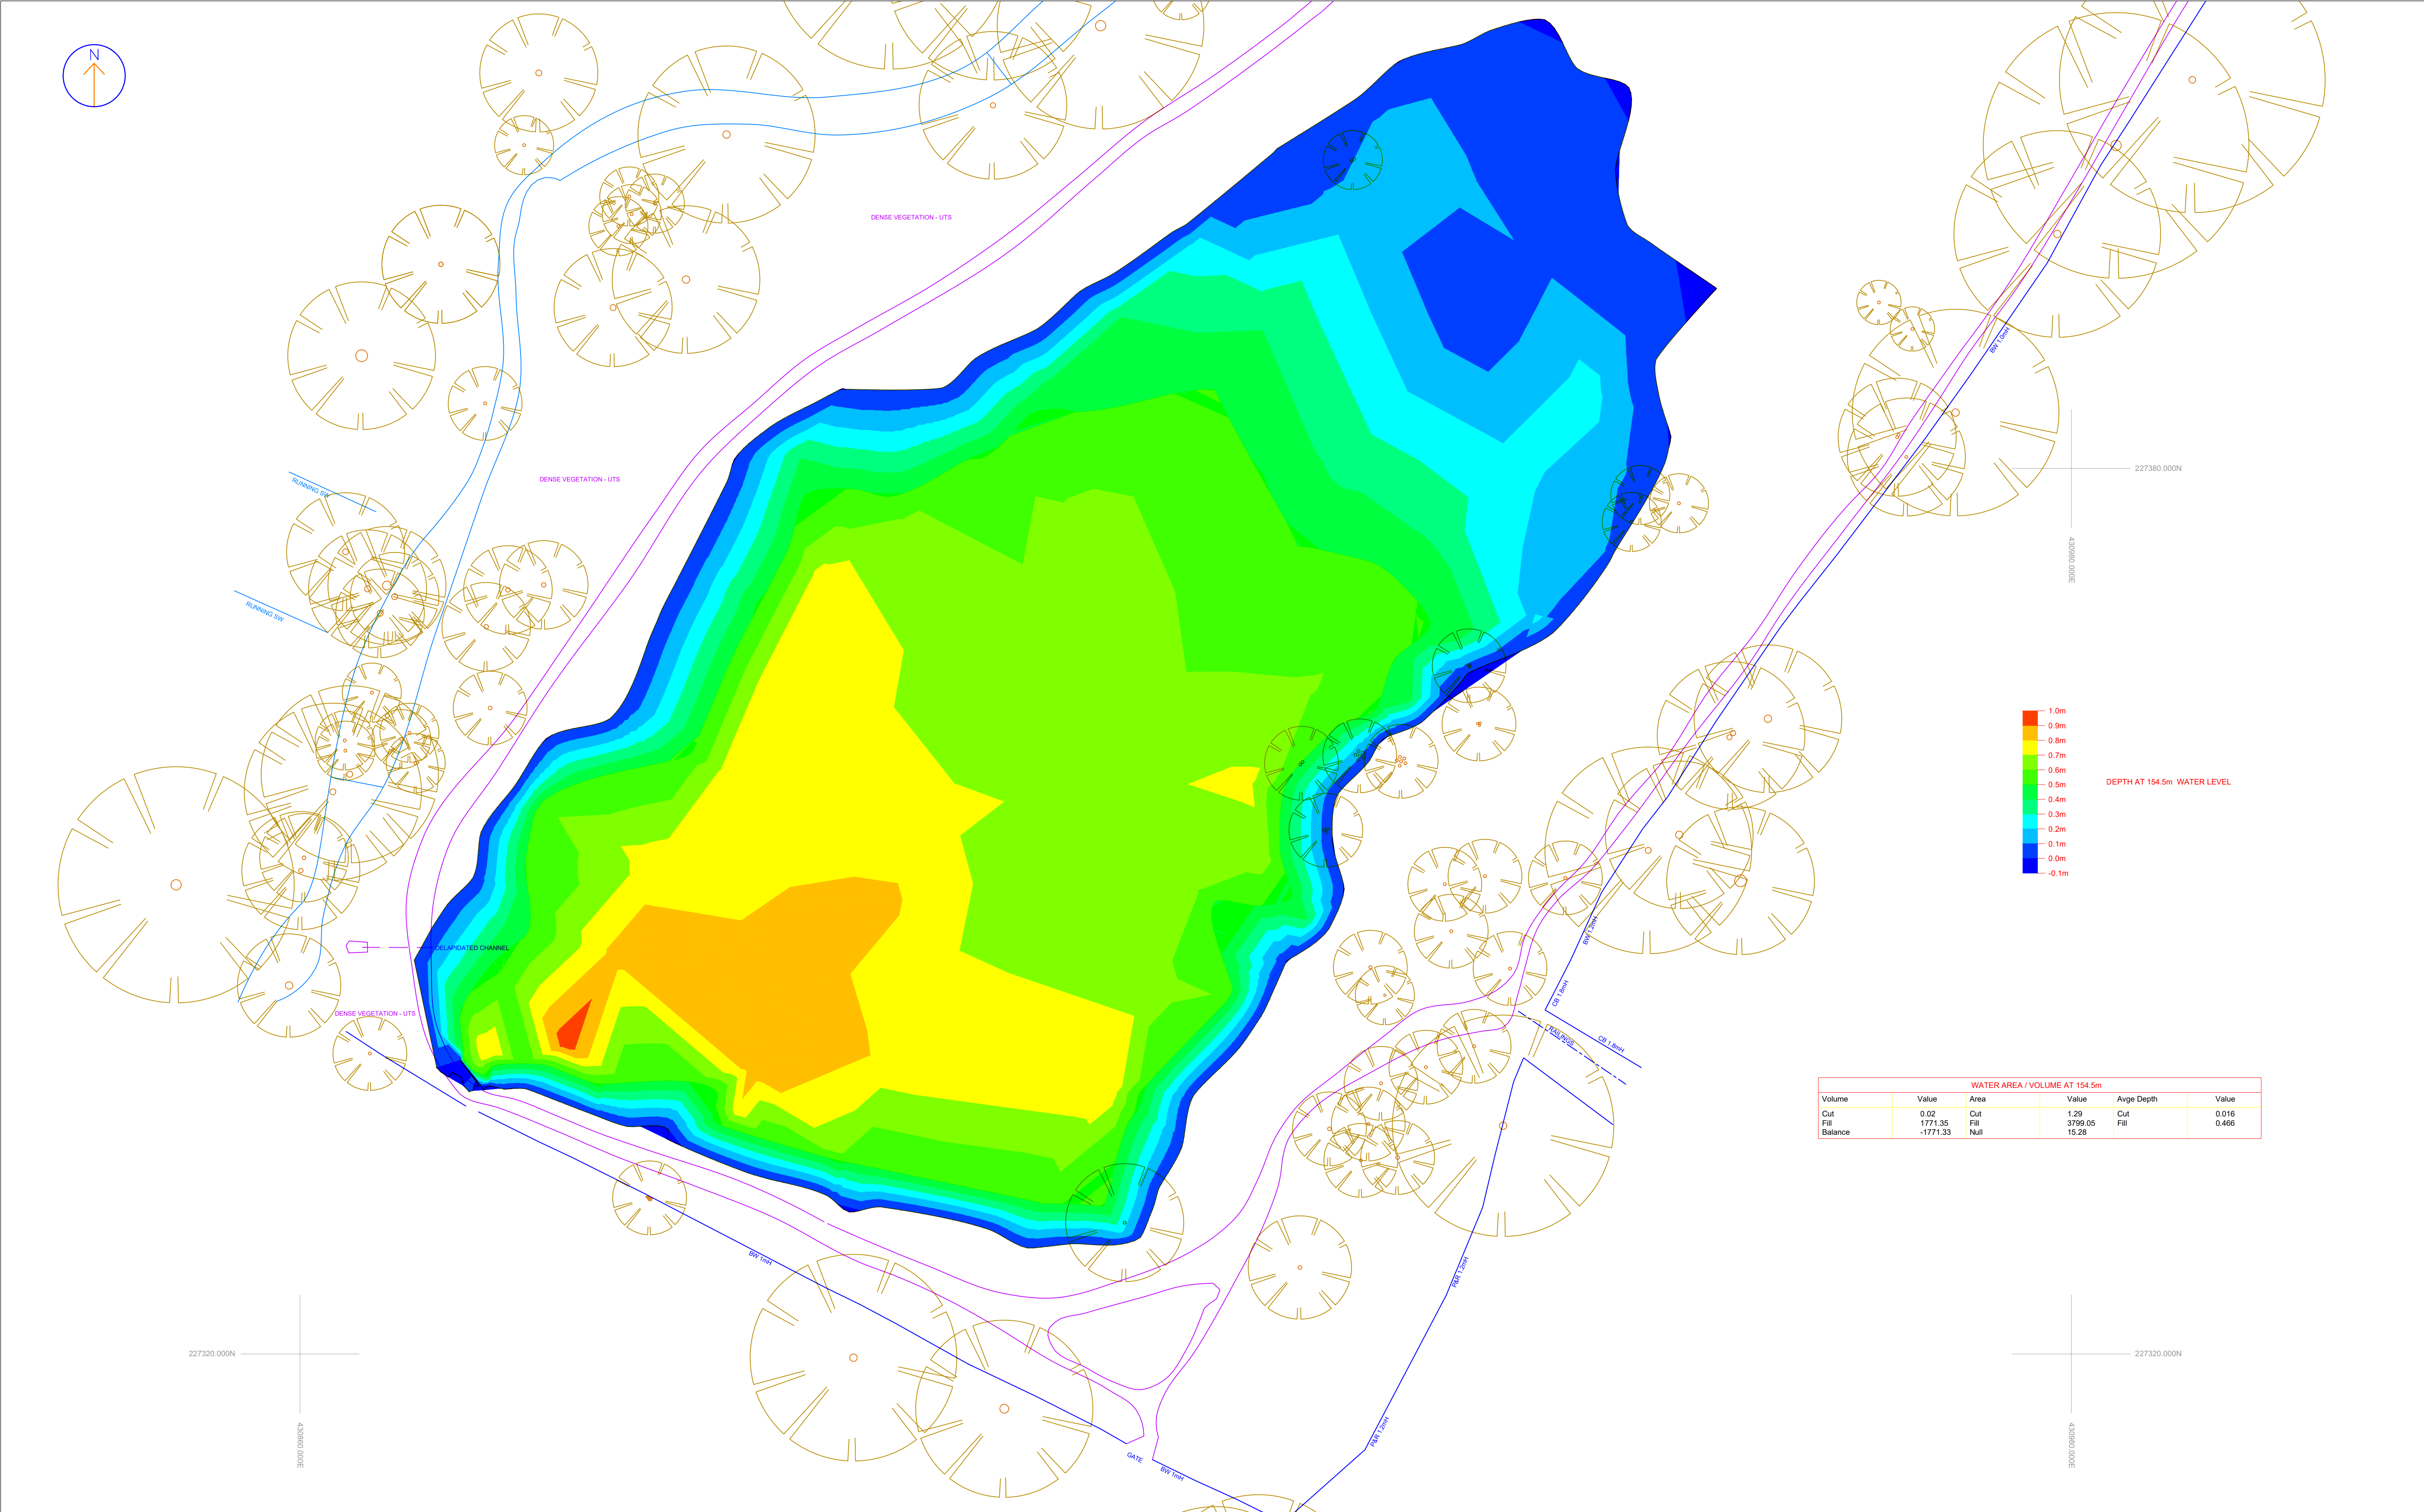 N
DENSE VEGETATION - UTS
BW 1.0mH
227380.000N
DENSE VEGETATION - UTS
RUNNING SW
430980.000E
RUNNING SW
1.0m
0.9m
0.8m
0.7m
0.6m
0.5m
0.4m
0.3m
0.2m
0.1m
0.0m
-0.1m
DEPTH AT 154.5m WATER LEVEL
BW 1.2mH
DELAPIDATED CHANNEL
CB 1.8mH
DENSE VEGETATION - UTS
RAILINGS
CB 1.8mH
WATER AREA / VOLUME AT 154.5m
Volume Value Area Value Avge Depth Value
Cut 0.02 Cut 1.29 Cut 0.016
Fill 1771.35 Fill 3799.05 Fill 0.466
Balance -1771.33 Null 15.28
BW 1mH
P&R 1.2mH
227320.000N
227320.000N
430860.000E
P&R 1.2mH
430980.000E
GATE
BW 1mH